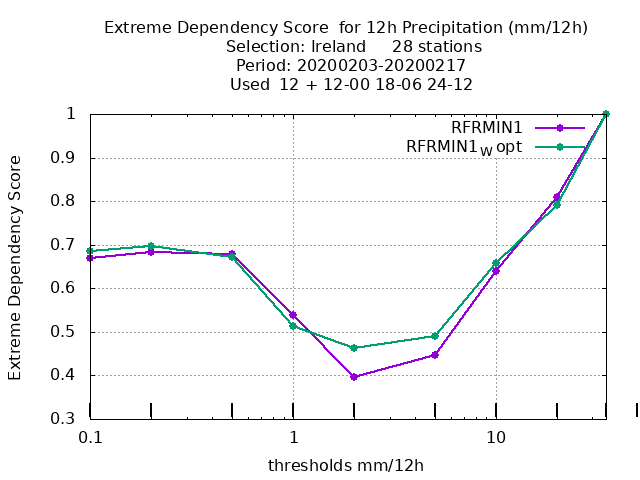 Extreme Dependency Score  for 12h Precipitation (mm/12h)
Selection: Ireland     28 stations
Period: 20200203-20200217
Used  12 + 12-00 18-06 24-12
RFRMIN1
RFRMIN1W opt
Extreme Dependency Score
1
0.9
0.8
0.7
0.6
0.5
0.4
0.3
0.1
1
10
thresholds mm/12h